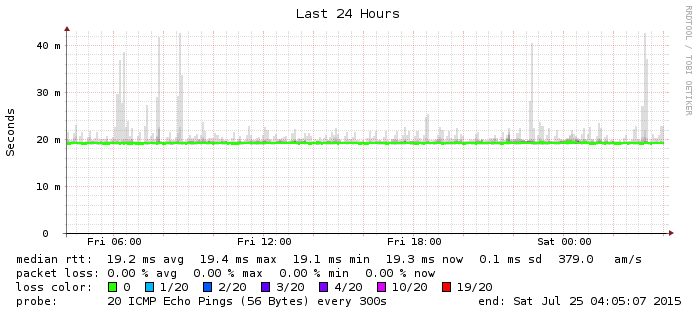 Last 24 Hours
RRDTOOL / TOBI OETIKER
Seconds
40 m
30 m
20 m
10 m
0
Fri 06:00 Fri 12:00 Fri 18:00 Sat 00:00
median rtt: 19.2 ms avg 19.4 ms max 19.1 ms min 19.3 ms now 0.1 ms sd 379.0 am/s
packet loss: 0.00 % avg 0.00 % max 0.00 % min 0.00 % now
loss color: 0 1/20 2/20 3/20 4/20 10/20 19/20
probe: 20 ICMP Echo Pings (56 Bytes) every 300s end: Sat Jul 25 04:05:07 2015